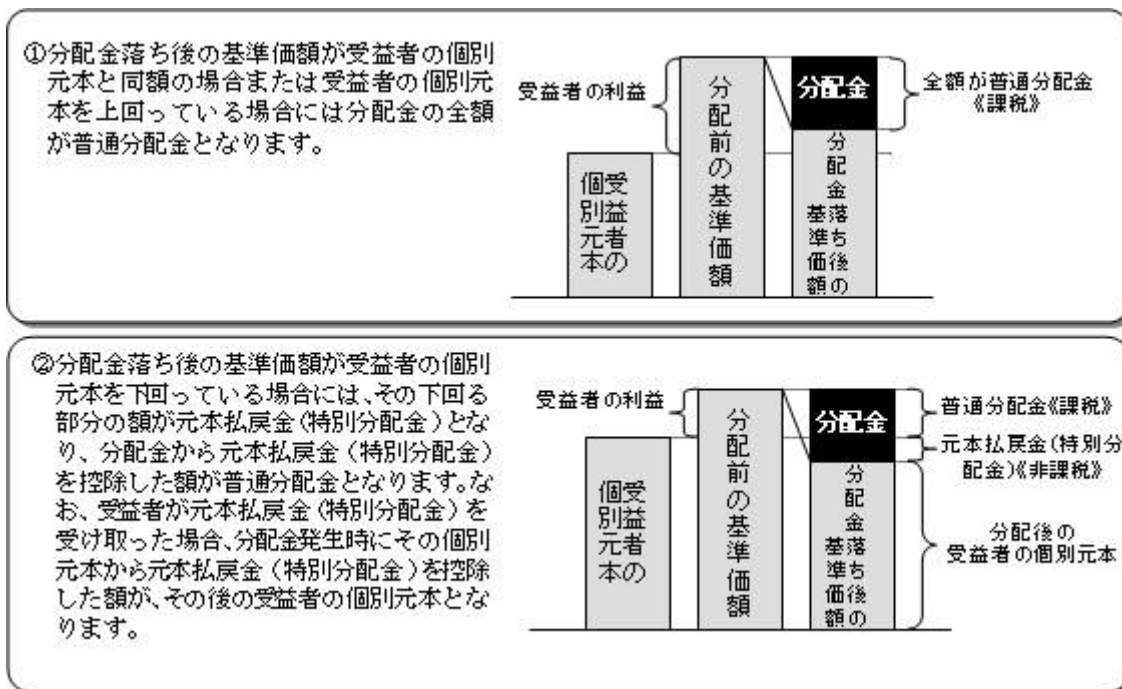 ①分配金落ち後の基準価額が受益者の個別
元本と同額の場合または受益者の個別元
本を上回っている場合には分配金の全額
が普通分配金となります。
受益者の利益
受益者の
個別元本
分配前の基準価額
分配金
分配金落ち後の
基準価額
全額が普通分配金
《課税》
②分配金落ち後の基準価額が受益者の個別
元本を下回っている場合には、その下回る
部分の額が元本払戻金(特別分配金)とな
り、分配金から元本払戻金(特別分配金)
を控除した額が普通分配金となります。な
お、受益者が元本払戻金(特別分配金)を
受け取った場合、分配金発生時にその個別
元本から元本払戻金(特別分配金)を控除
した額が、その後の受益者の個別元本とな
ります。
受益者の利益
受益者の
個別元本
分配前の基準価額
分配金
分配金落ち後の
基準価額
普通分配金《課税》
元本払戻金(特別分
配金)《非課税》
分配後の
受益者の個別元本